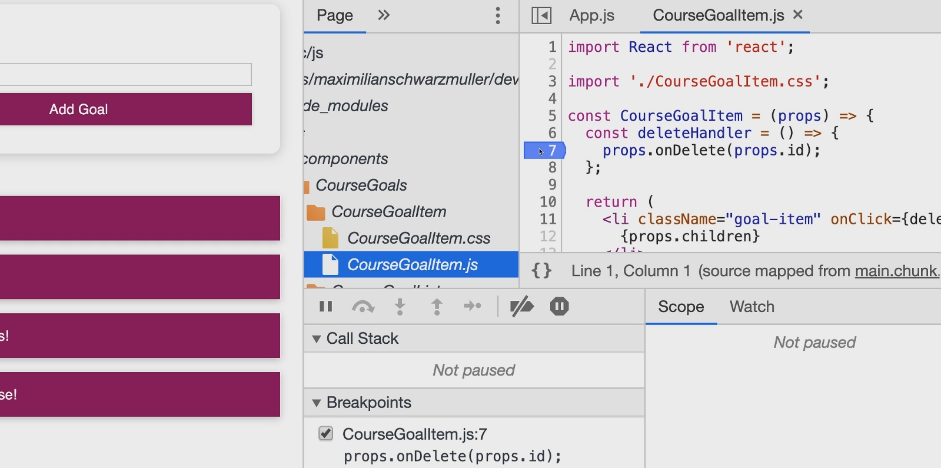 Add Goal
s!
se!
Page »
:/js
s/maximilianschwarzmuller/dev
de_modules
components
CourseGoals
CourseGoalItem
CourseGoalItem.css
CourseGoalItem.js
App.js CourseGoalItem.js ×
1 import React from 'react';
2
3 import './CourseGoalItem.css';
4
5 const CourseGoalItem = (props) => {
6 const deleteHandler = () => {
7 props.onDelete(props.id);
8 };
9
10 return (
11 <li className="goal-item" onClick={dele
12 {props.children}
{} Line 1, Column 1 (source mapped from main.chunk.
Call Stack
Not paused
Breakpoints
CourseGoalItem.js:7
props.onDelete(props.id);
Scope Watch
Not paused